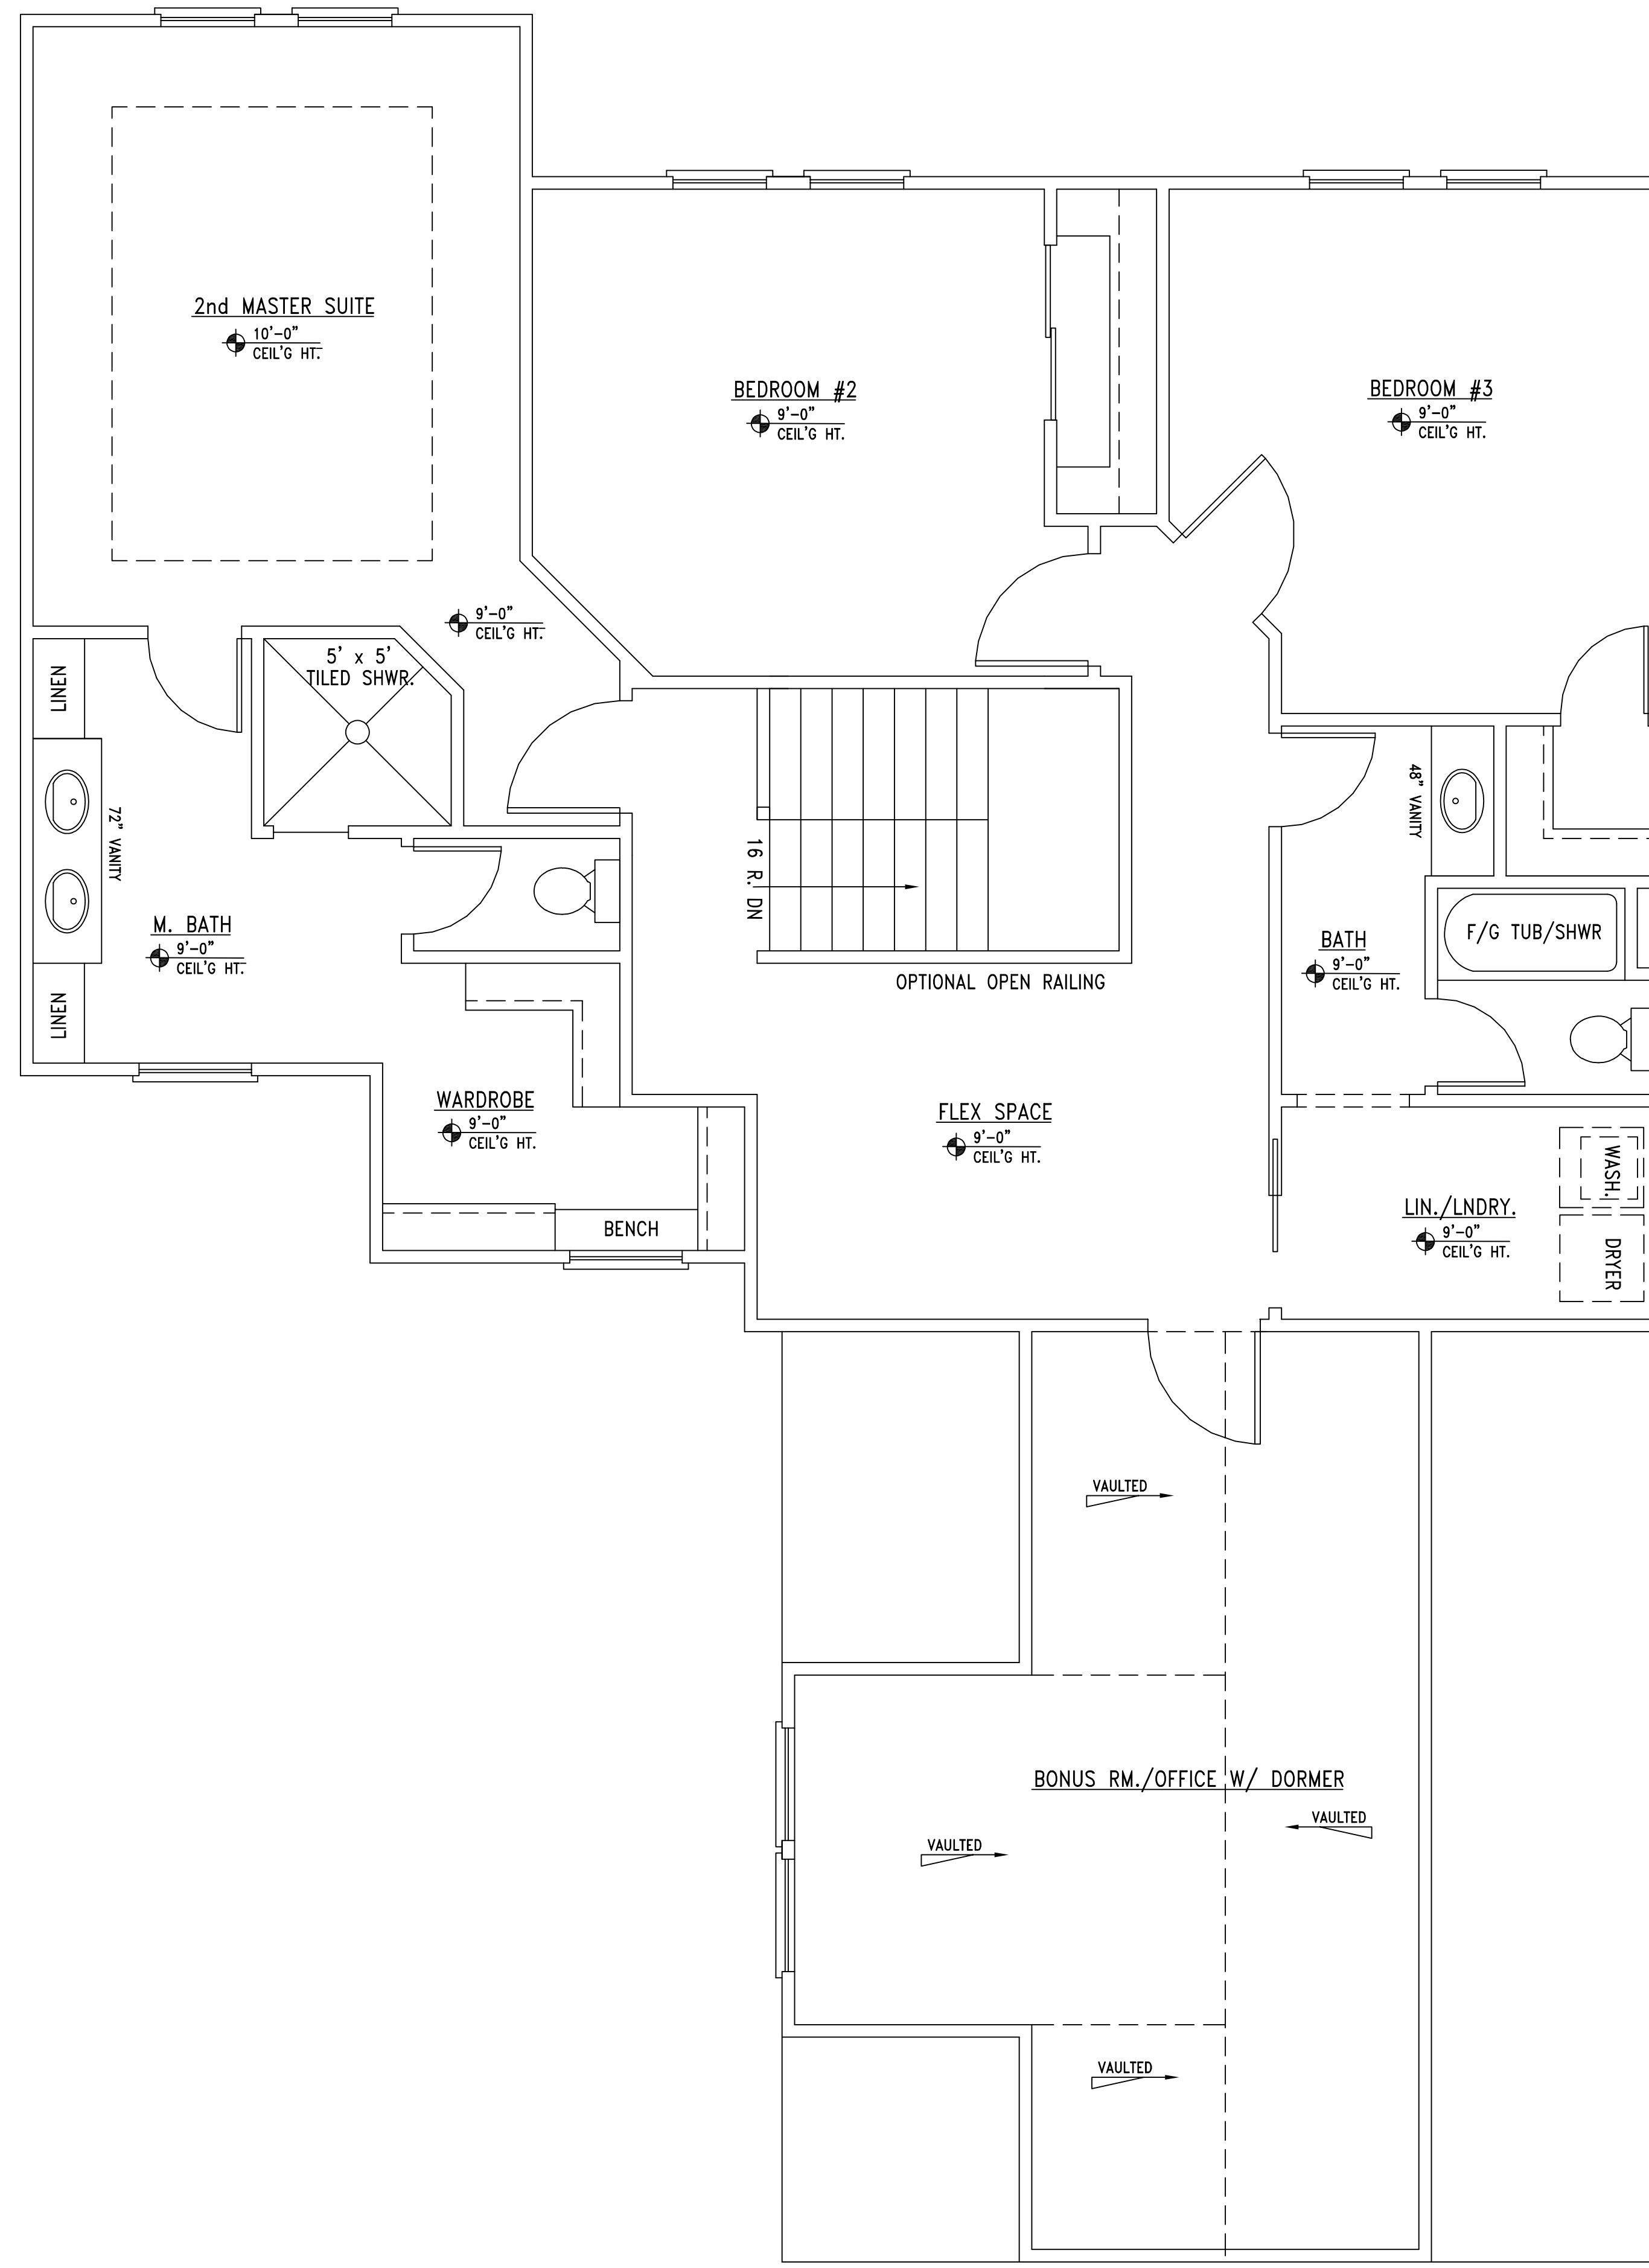 2nd MASTER SUITE
10'-0"
CEIL'G HT.
BEDROOM #2
9'-0"
CEIL'G HT.
BEDROOM #3
9'-0"
CEIL'G HT.
9'-0"
CEIL'G HT.
LINEN
5' x 5'
TILED SHWR.
72" VANITY
M. BATH
9'-0"
CEIL'G HT.
LINEN
16 R. DN
OPTIONAL OPEN RAILING
48" VANITY
BATH
9'-0"
CEIL'G HT.
F/G TUB/SHWR
WARDROBE
9'-0"
CEIL'G HT.
BENCH
FLEX SPACE
9'-0"
CEIL'G HT.
LIN./LNDRY.
9'-0"
CEIL'G HT.
WASH.
DRYER
VAULTED
BONUS RM./OFFICE W/ DORMER
VAULTED
VAULTED
VAULTED